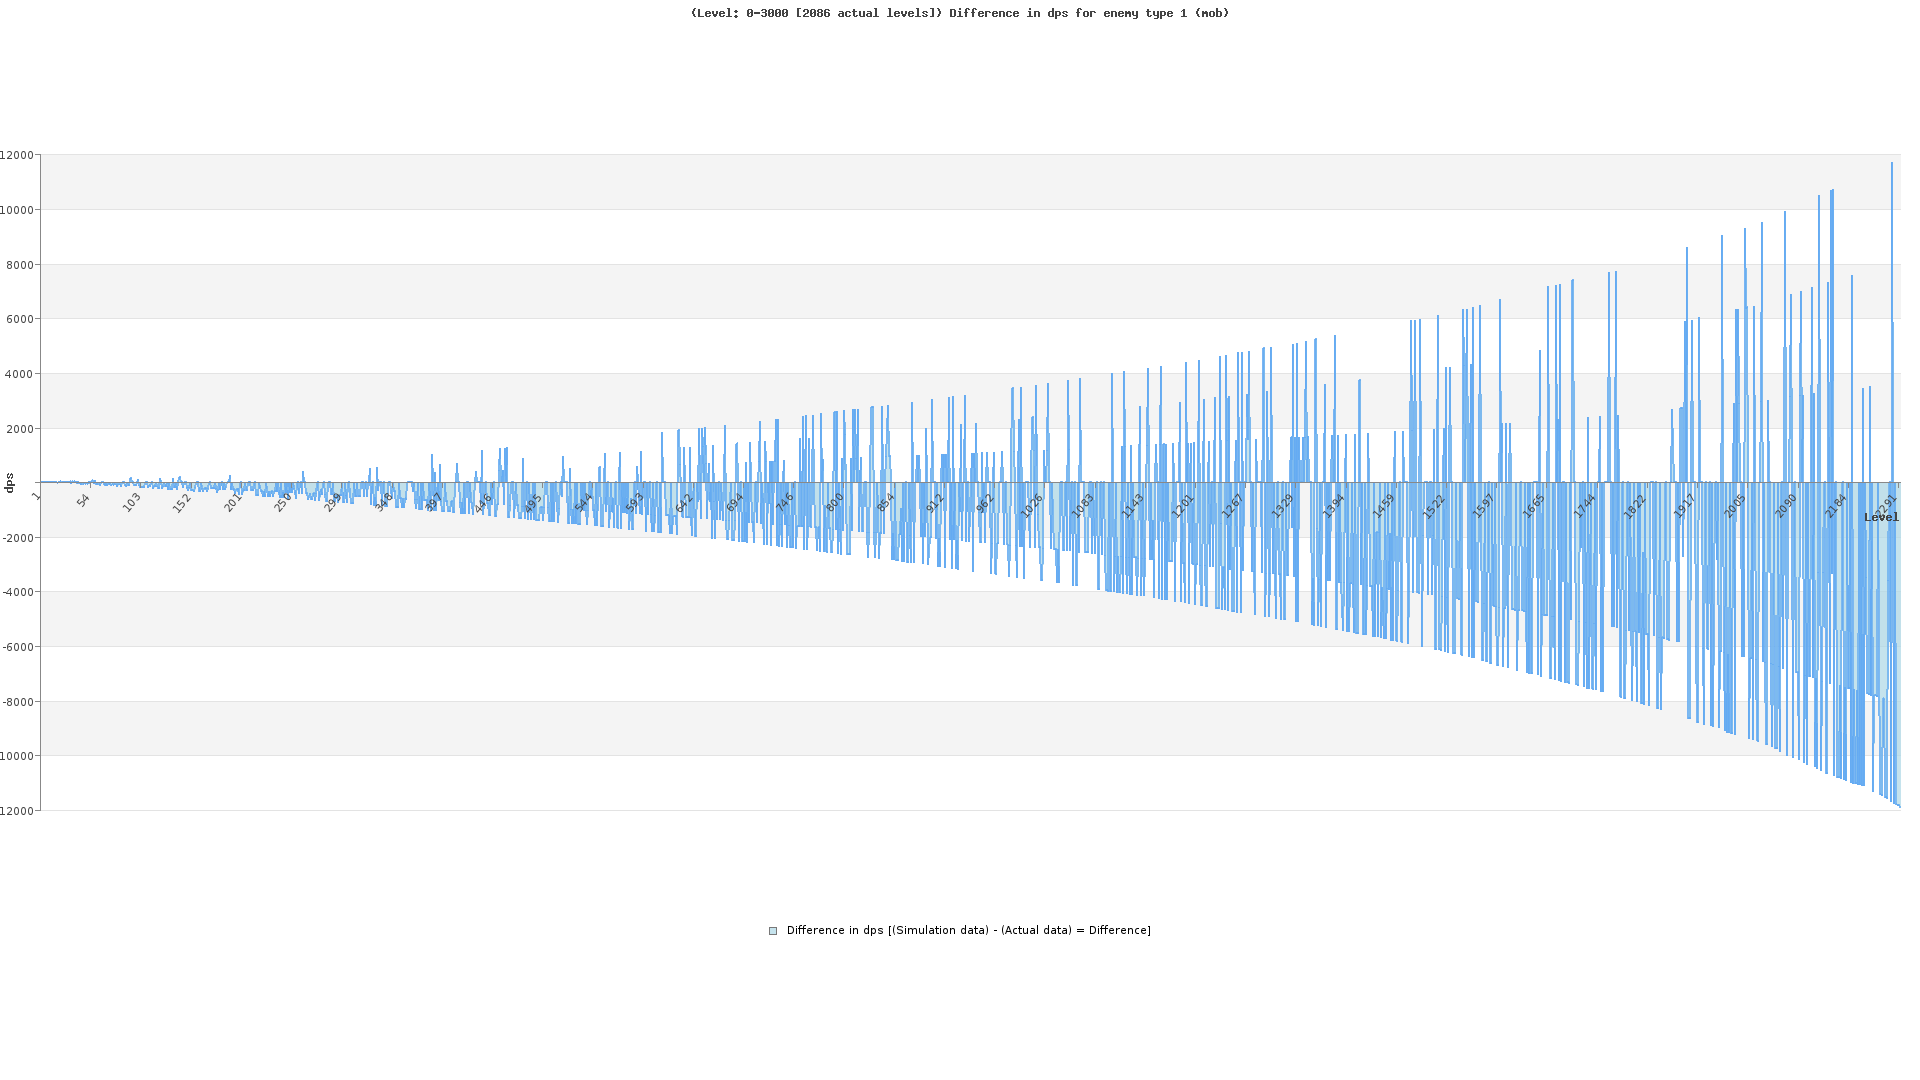 (Level: 0-3000 [2086 actual levels]) Difference in dps for enemy type 1 (mob)
12000
10000
8000
6000
4000
2000
-2000
-4000
-6000
-8000
10000
12000
dps
1 54 103 152 201 250 299 348 397 446 495 544 593 642 694 746 800 854 912 962 1026 1083 1143 1201 1267 1329 1394 1459 1522 1597 1665 1744 1822 1917 2005 2090 2184 2291
Level
Difference in dps [(Simulation data) - (Actual data) = Difference]